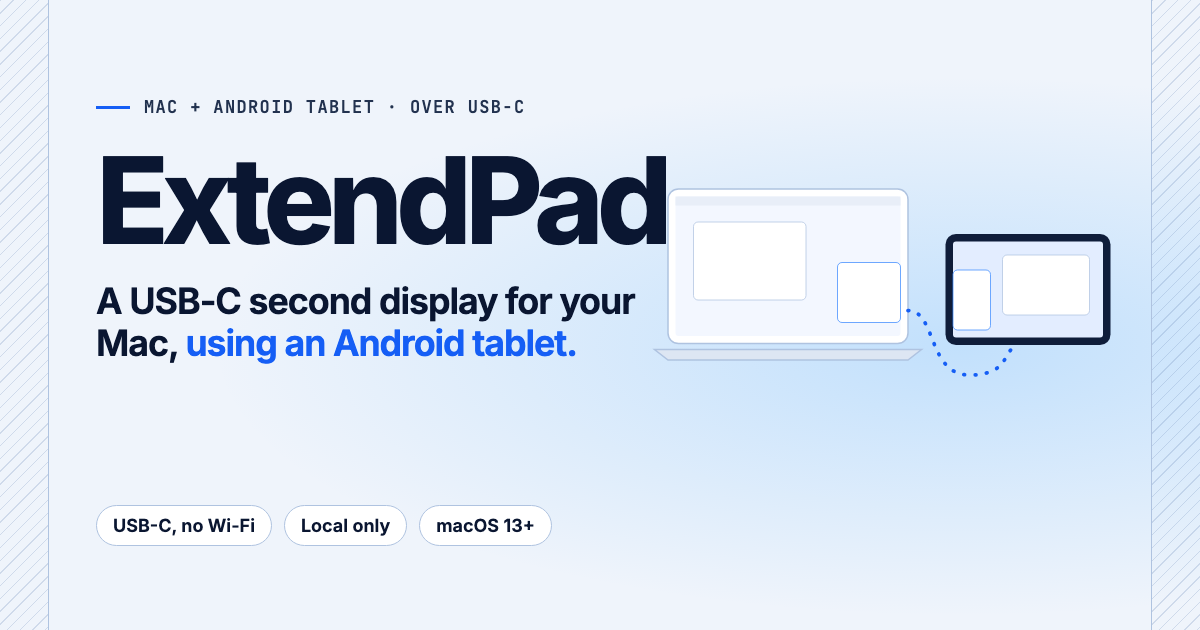 MAC + ANDROID TABLET · OVER USB-C
ExtendPad
A USB-C second display for your
Mac, using an Android tablet.
USB-C, no Wi-Fi
Local only
macOS 13+